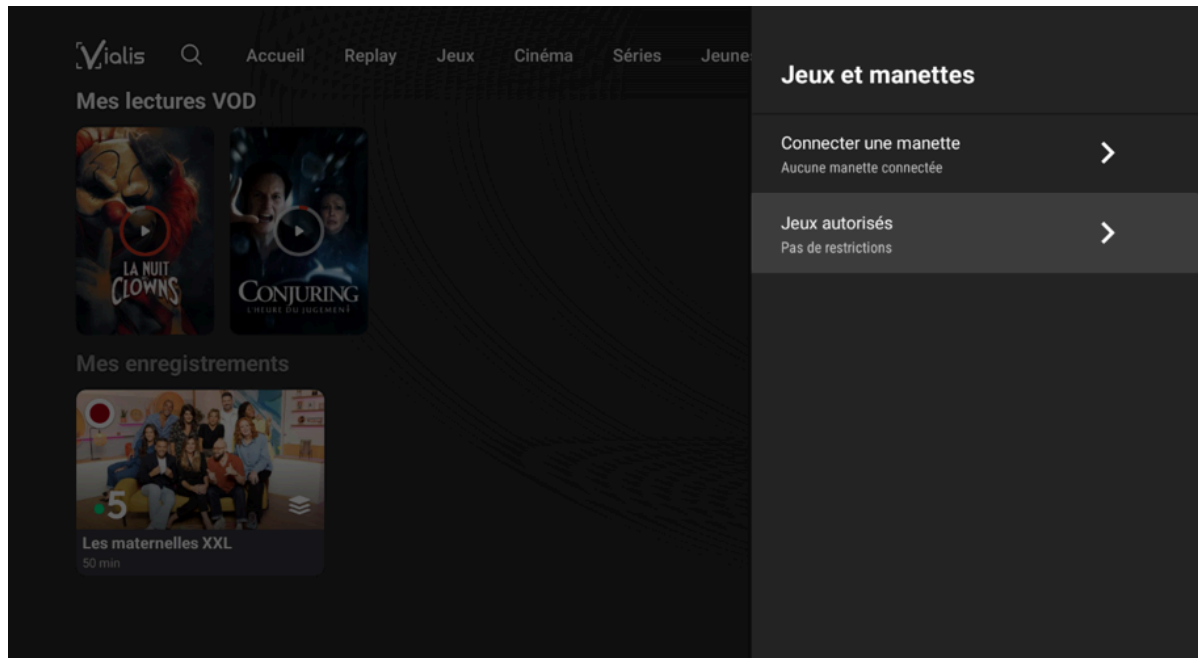 Vialis Accueil Replay Jeux Cinéma Séries Jeune
Mes lectures VOD
LA NUIT
CLOWNS
CONJURING
L'HEURE DU JUGEMENT
Mes enregistrements
5
Les maternelles XXL
50 min
Jeux et manettes
Connecter une manette
Aucune manette connectée
Jeux autorisés
Pas de restrictions